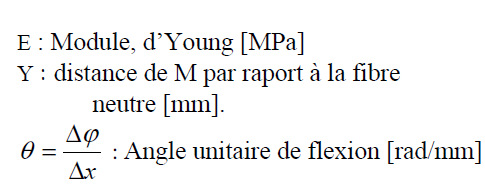 E : Module, d’Young [MPa]
Y : distance de M par raport à la fibre
neutre [mm].
θ = Δφ/Δx : Angle unitaire de flexion [rad/mm]